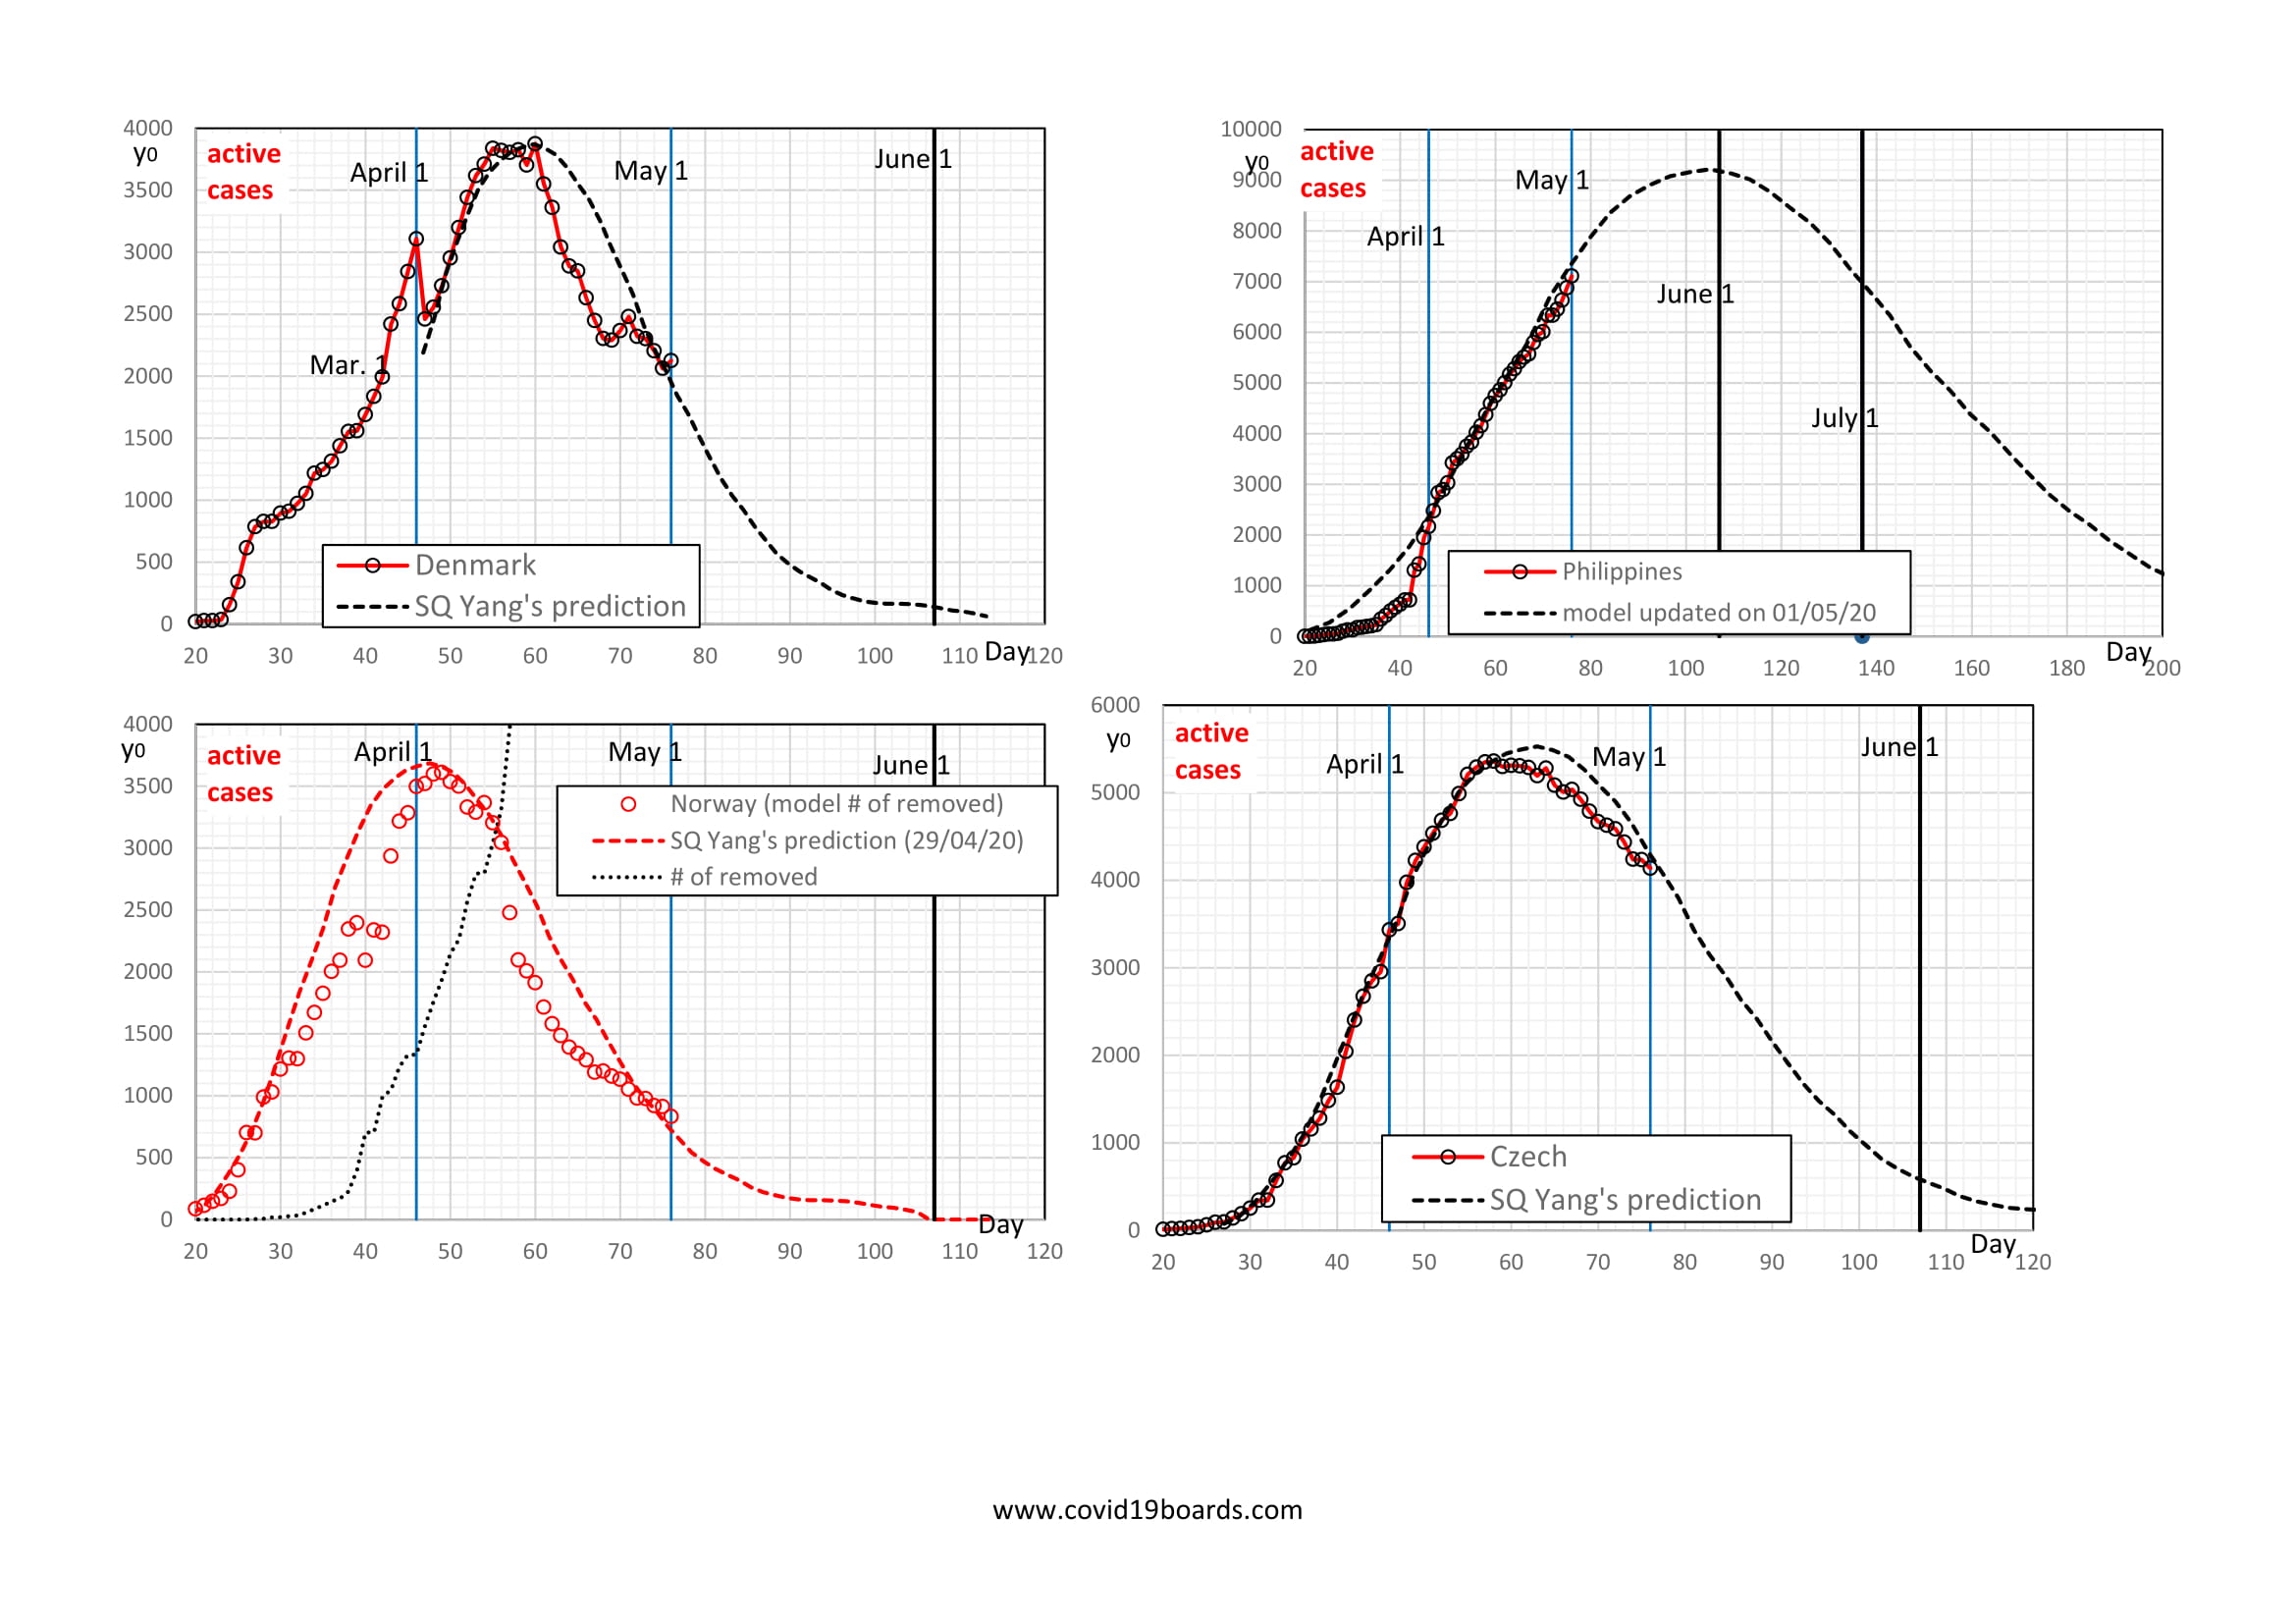 4000
y0
active
cases
3500
3000
2500
2000
1500
1000
500
0
April 1
May 1
June 1
Mar. 1
Denmark
SQ Yang's prediction
20 30 40 50 60 70 80 90 100 110 120
Day
10000
y0
active
cases
9000
8000
7000
6000
5000
4000
3000
2000
1000
0
May 1
April 1
June 1
July 1
Philippines
model updated on 01/05/20
20 40 60 80 100 120 140 160 180 200
Day
4000
y0
active
cases
3500
3000
2500
2000
1500
1000
500
0
April 1
May 1
June 1
Norway (model # of removed)
SQ Yang's prediction (29/04/20)
# of removed
20 30 40 50 60 70 80 90 100 110 120
Day
6000
y0
active
cases
5000
4000
3000
2000
1000
0
April 1
May 1
June 1
Czech
SQ Yang's prediction
20 30 40 50 60 70 80 90 100 110 120
Day
www.covid19boards.com